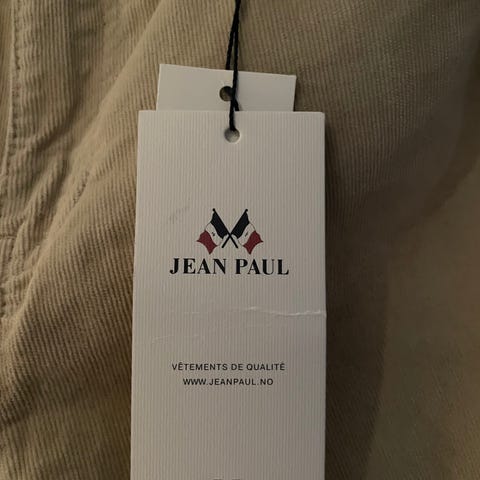 JEAN PAUL
VÊTEMENTS DE QUALITÉ
WWW.JEANPAUL.NO